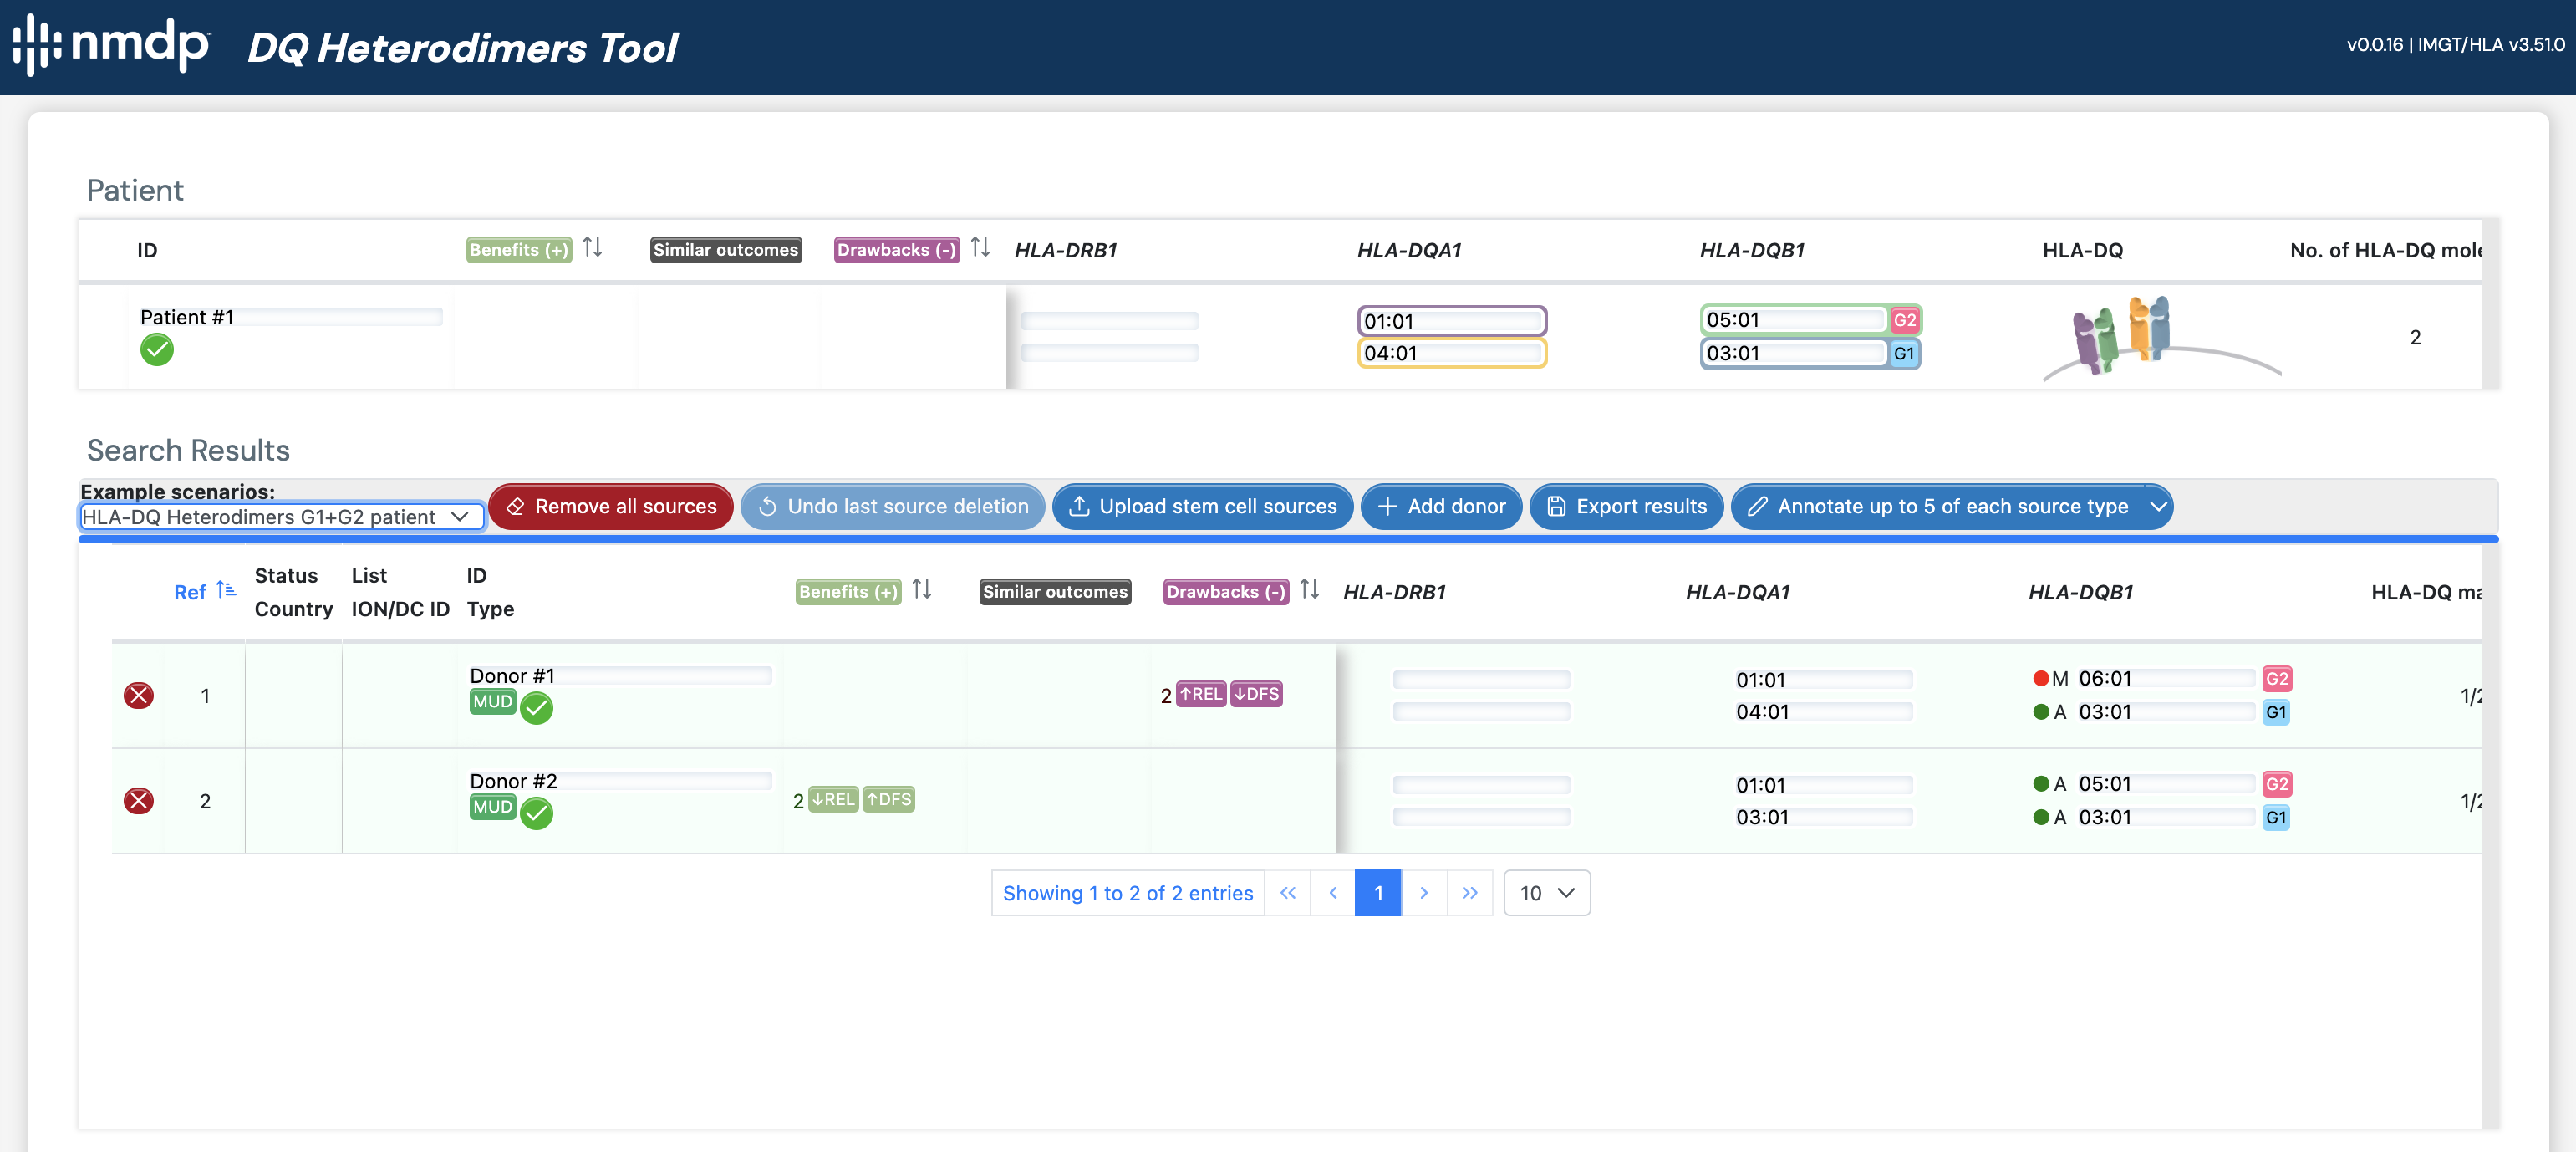 nmdp DQ Heterodimers Tool v0.0.16 | IMGT/HLA v3.51.0
Patient
ID Benefits (+) Similar outcomes Drawbacks (-) HLA-DRB1 HLA-DQA1 HLA-DQB1 HLA-DQ No. of HLA-DQ mole
Patient #1 01:01 05:01 G2
04:01 03:01 G1
2
Search Results
Example scenarios:
HLA-DQ Heterodimers G1+G2 patient Remove all sources Undo last source deletion Upload stem cell sources Add donor Export results Annotate up to 5 of each source type
Ref Status List ID Benefits (+) Similar outcomes Drawbacks (-) HLA-DRB1 HLA-DQA1 HLA-DQB1 HLA-DQ ma
Country ION/DC ID Type
1 Donor #1 2 ↑REL ↓DFS 01:01 M 06:01 G2 1/2
MUD 04:01 A 03:01 G1
2 Donor #2 2 ↓REL ↑DFS 01:01 A 05:01 G2 1/2
MUD 03:01 A 03:01 G1
Showing 1 to 2 of 2 entries « ‹ 1 › » 10